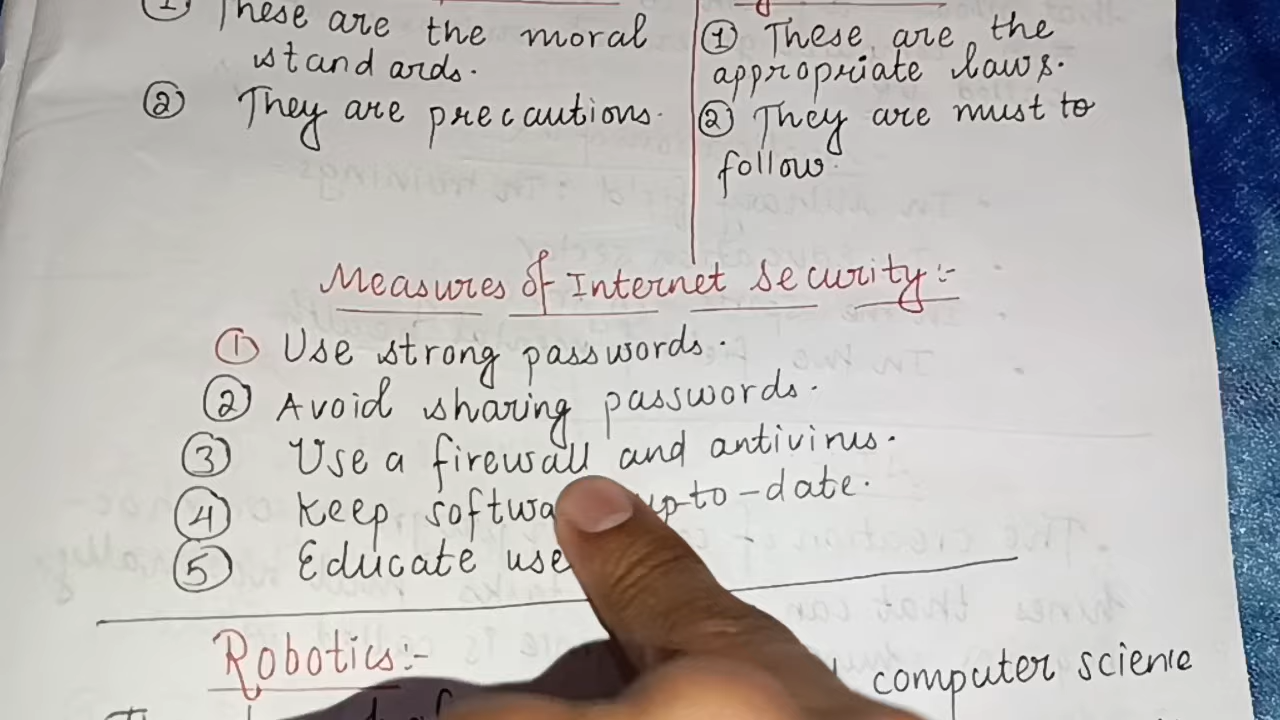 ① These are the moral
standards.
② They are precautions.
① These are the
appropriate laws.
② They are must to
follow.
Measures of Internet Security:-
① Use strong passwords.
② Avoid sharing passwords.
③ Use a firewall and antivirus.
④ Keep up-to-date.
⑤ Educate
Robotics:-
computer science